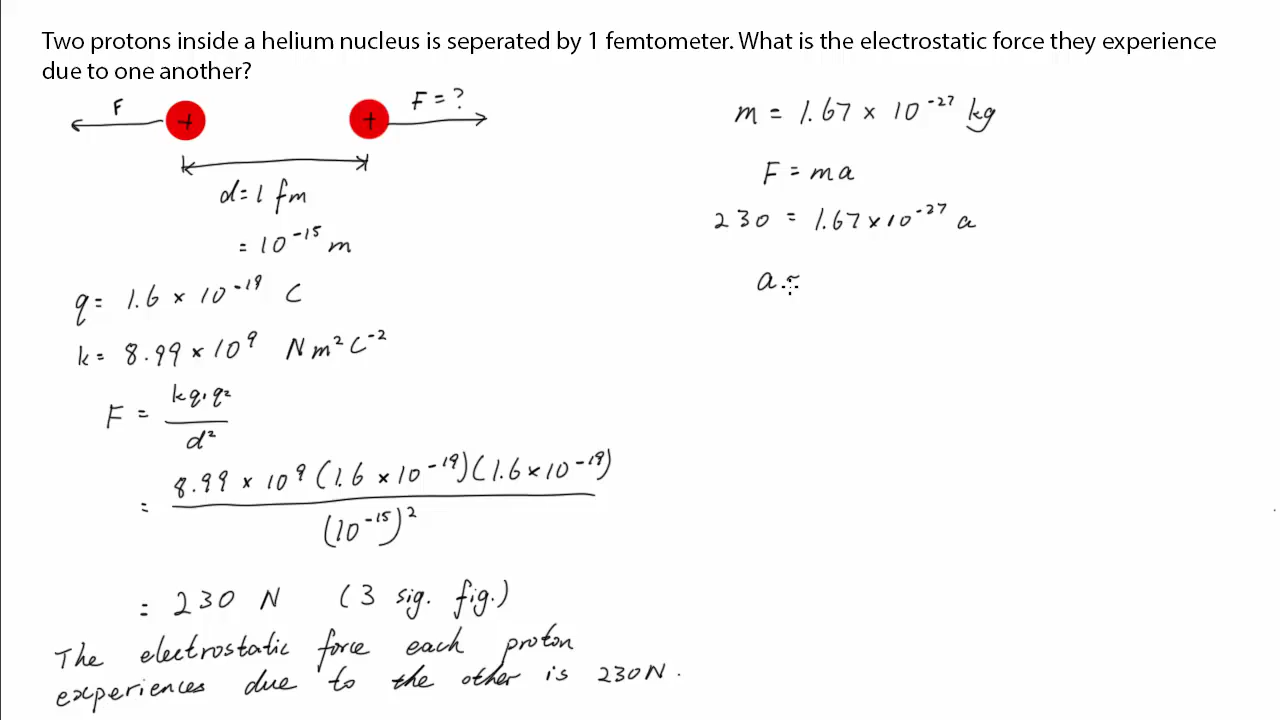 Two protons inside a helium nucleus is seperated by 1 femtometer. What is the electrostatic force they experience
due to one another?
F
F = ?
+
+
d = 1 fm
= 10⁻¹⁵ m
q = 1.6 × 10⁻¹⁹ C
k = 8.99 × 10⁹ N m² C⁻²
F = kq₁q₂ / d²
= 8.99 × 10⁹ (1.6 × 10⁻¹⁹)(1.6 × 10⁻¹⁹) / (10⁻¹⁵)²
= 230 N (3 sig. fig.)
The electrostatic force each proton
experiences due to the other is 230N.
m = 1.67 × 10⁻²⁷ kg
F = ma
230 = 1.67 × 10⁻²⁷ a
a =